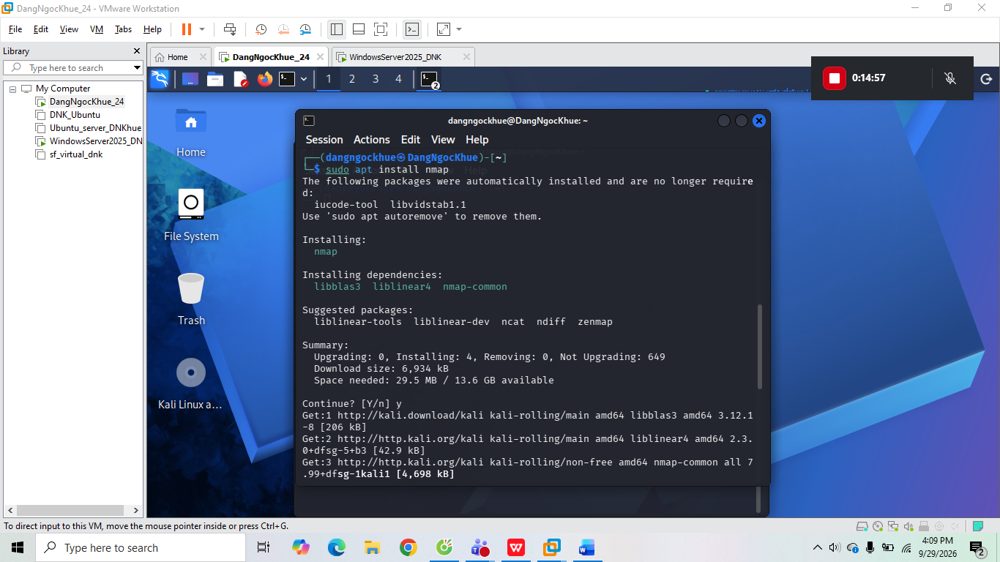 DangNgocKhue_24 - VMware Workstation
File Edit View VM Tabs Help
Library
Type here to search
My Computer
DangNgocKhue_24
DNK_Ubuntu
Ubuntu_server_DNKhue
WindowsServer2025_DN
sf_virtual_dnk
Home DangNgocKhue_24 WindowsServer2025_DNK
1 2 3 4 2
0:14:57
Home
File System
Trash
Kali Linux a...
dangngockhue@DangNgocKhue: ~
Session Actions Edit View Help
┌──(dangngockhue㉿DangNgocKhue)-[~]
└─$ sudo apt install nmap
The following packages were automatically installed and are no longer require
d:
iucode-tool libvidstab1.1
Use 'sudo apt autoremove' to remove them.
Installing:
nmap
Installing dependencies:
libblas3 liblinear4 nmap-common
Suggested packages:
liblinear-tools liblinear-dev ncat ndiff zenmap
Summary:
Upgrading: 0, Installing: 4, Removing: 0, Not Upgrading: 649
Download size: 6,934 kB
Space needed: 29.5 MB / 13.6 GB available
Continue? [Y/n] y
Get:1 http://kali.download/kali kali-rolling/main amd64 libblas3 amd64 3.12.1
-8 [206 kB]
Get:2 http://http.kali.org/kali kali-rolling/main amd64 liblinear4 amd64 2.3.
0+dfsg-5+b3 [42.9 kB]
Get:3 http://http.kali.org/kali kali-rolling/non-free amd64 nmap-common all 7
.99+dfsg-1kali1 [4,698 kB]
To direct input to this VM, move the mouse pointer inside or press Ctrl+G.
Type here to search
4:09 PM
9/29/2026
2